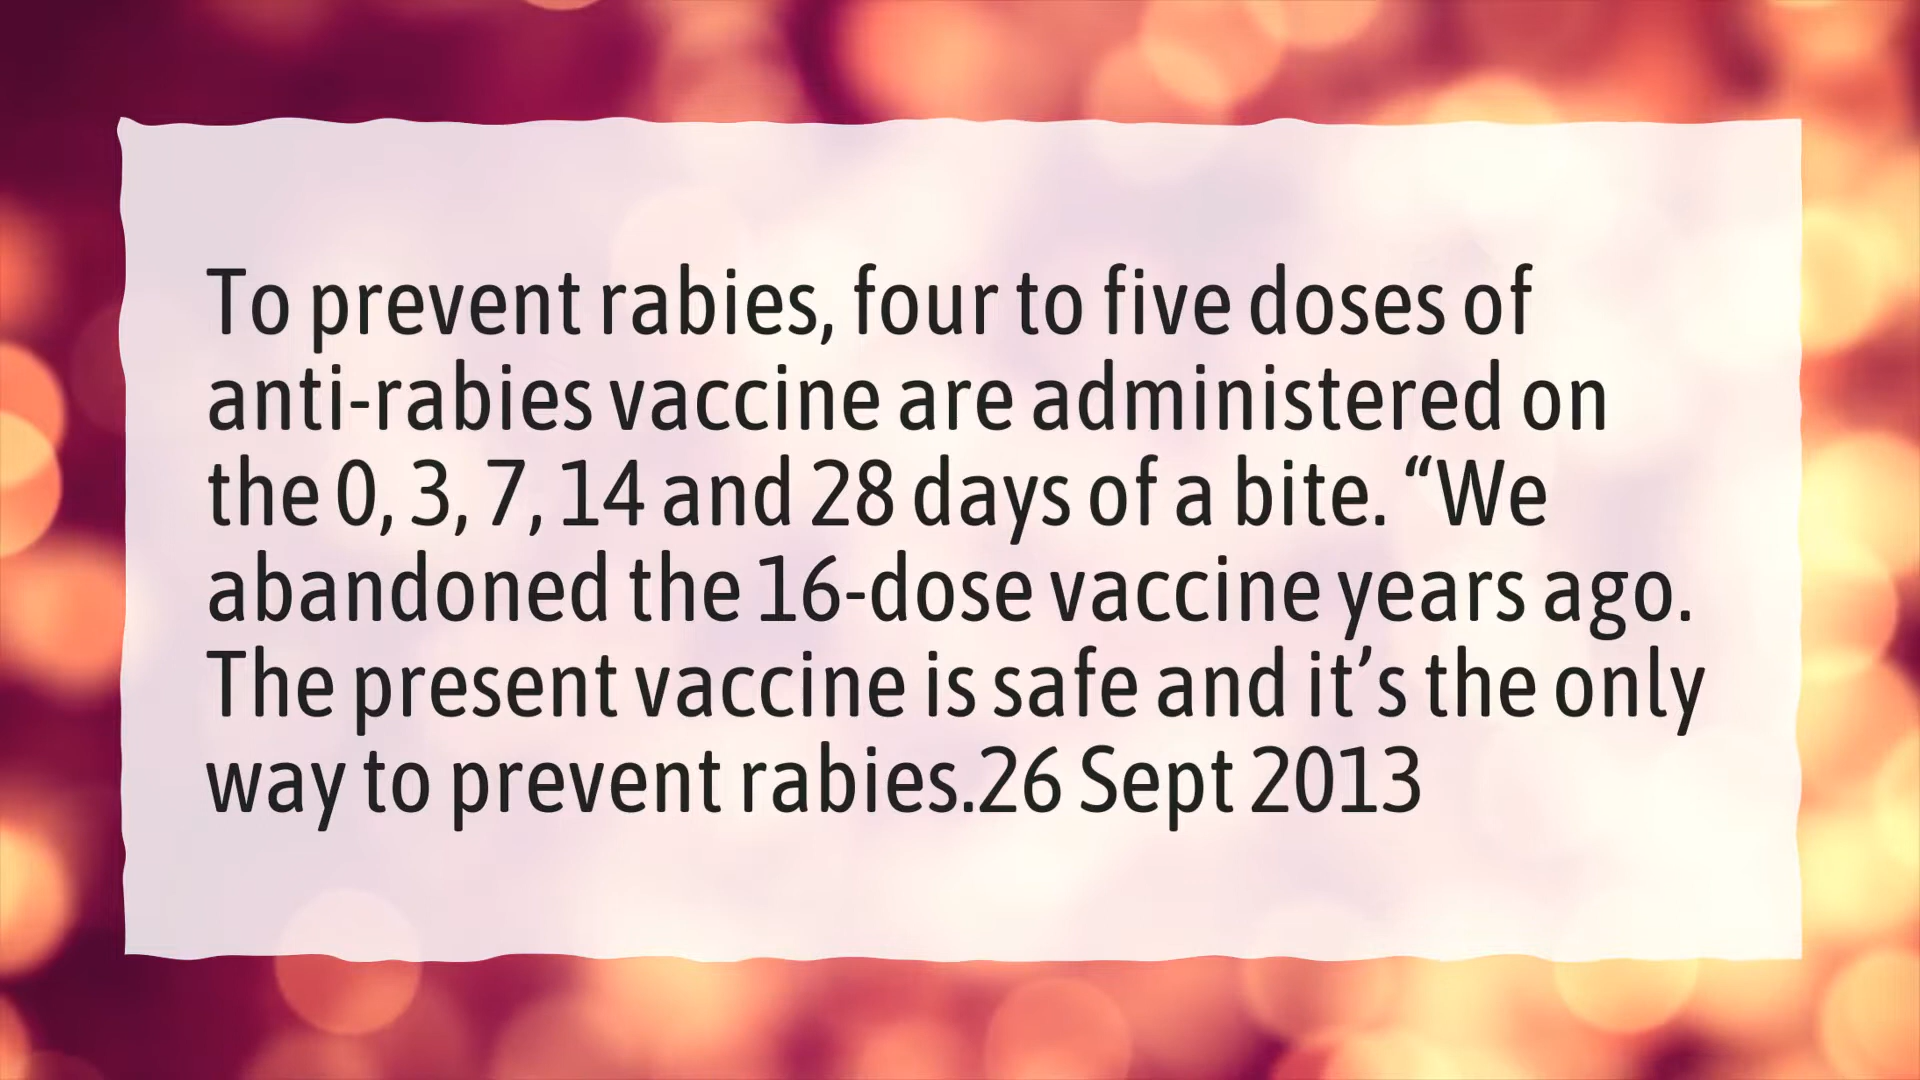 To prevent rabies, four to five doses of
anti-rabies vaccine are administered on
the 0, 3, 7, 14 and 28 days of a bite. “We
abandoned the 16-dose vaccine years ago.
The present vaccine is safe and it’s the only
way to prevent rabies.26 Sept 2013